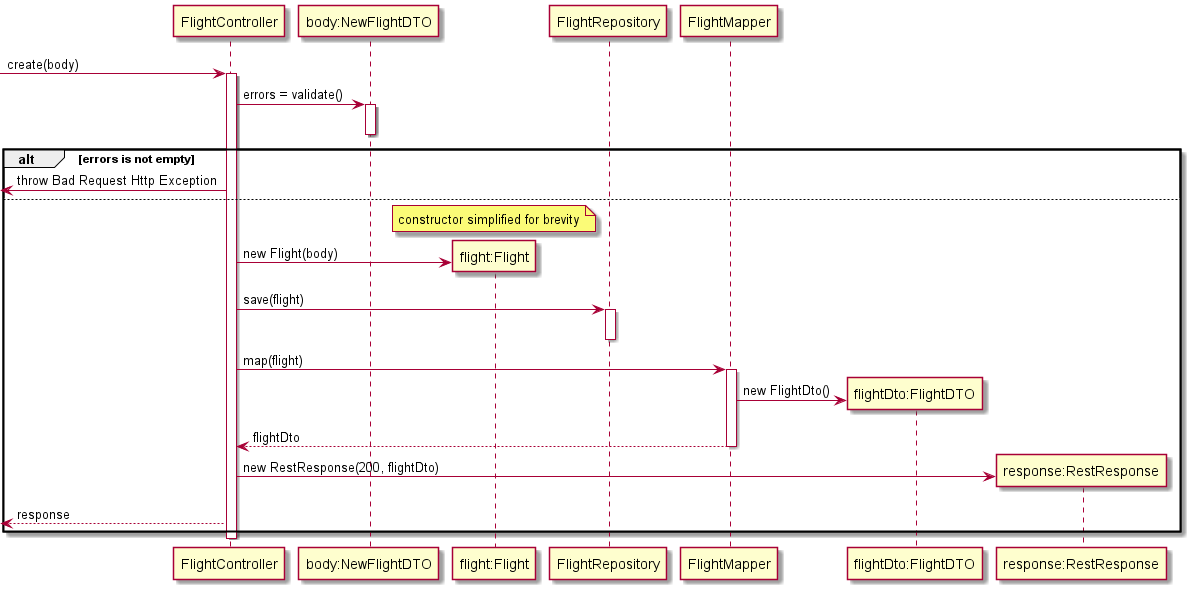 FlightController
body:NewFlightDTO
FlightRepository
FlightMapper
create(body)
errors = validate()
alt
[errors is not empty]
throw Bad Request Http Exception
constructor simplified for brevity
new Flight(body)
flight:Flight
save(flight)
map(flight)
new FlightDto()
flightDto:FlightDTO
flightDto
new RestResponse(200, flightDto)
response:RestResponse
response
FlightController
body:NewFlightDTO
flight:Flight
FlightRepository
FlightMapper
flightDto:FlightDTO
response:RestResponse